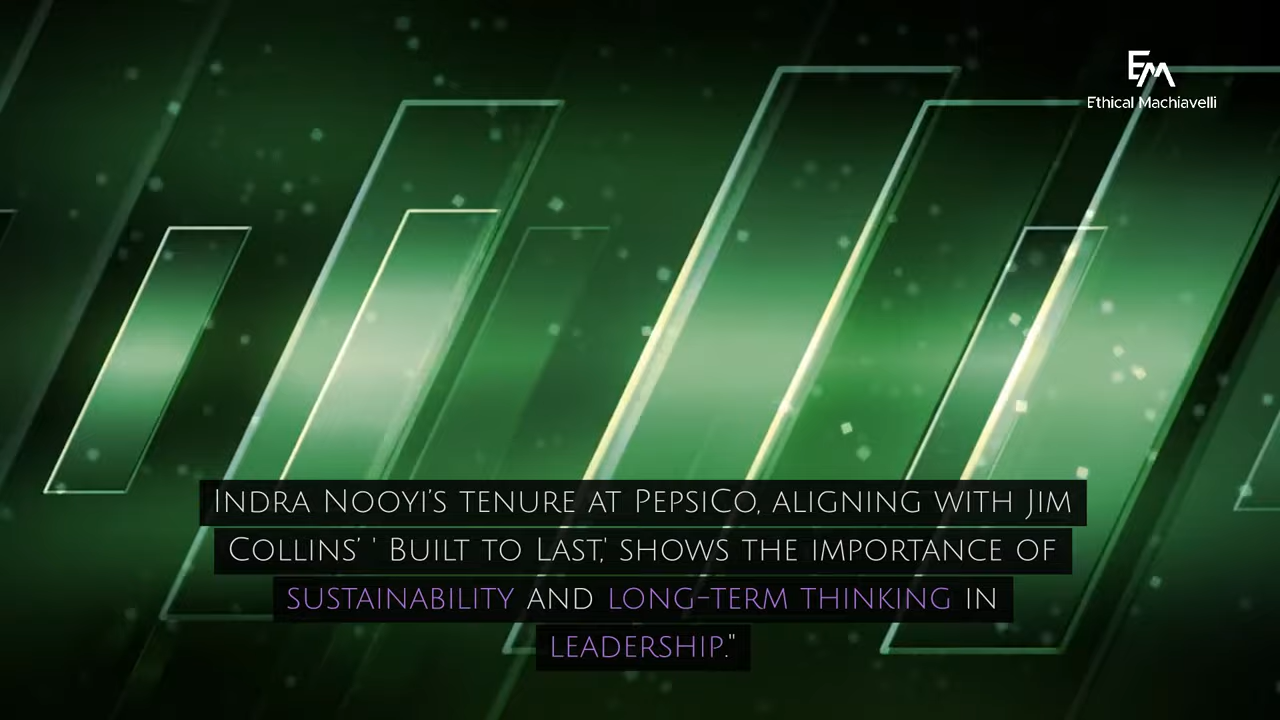 EM
Ethical Machiavelli
Indra Nooyi's tenure at PepsiCo, aligning with Jim
Collins' ' Built to Last,' shows the importance of
sustainability and long-term thinking in
leadership."